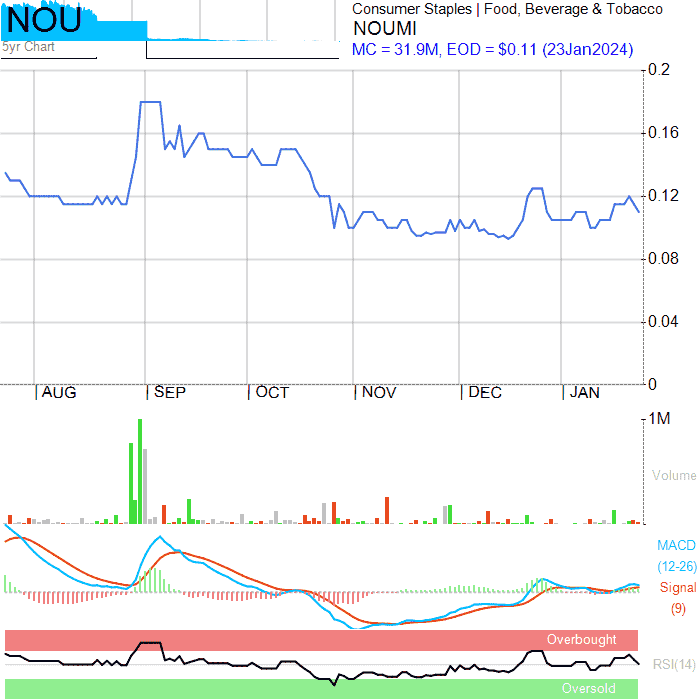 NOU
5yr Chart
Consumer Staples | Food, Beverage & Tobacco
NOUMI
MC = 31.9M, EOD = $0.11 (23Jan2024)
0.2
0.16
0.12
0.08
0.04
0
AUG
SEP
OCT
NOV
DEC
JAN
1M
Volume
MACD
(12-26)
Signal
(9)
Overbought
RSI(14)
Oversold